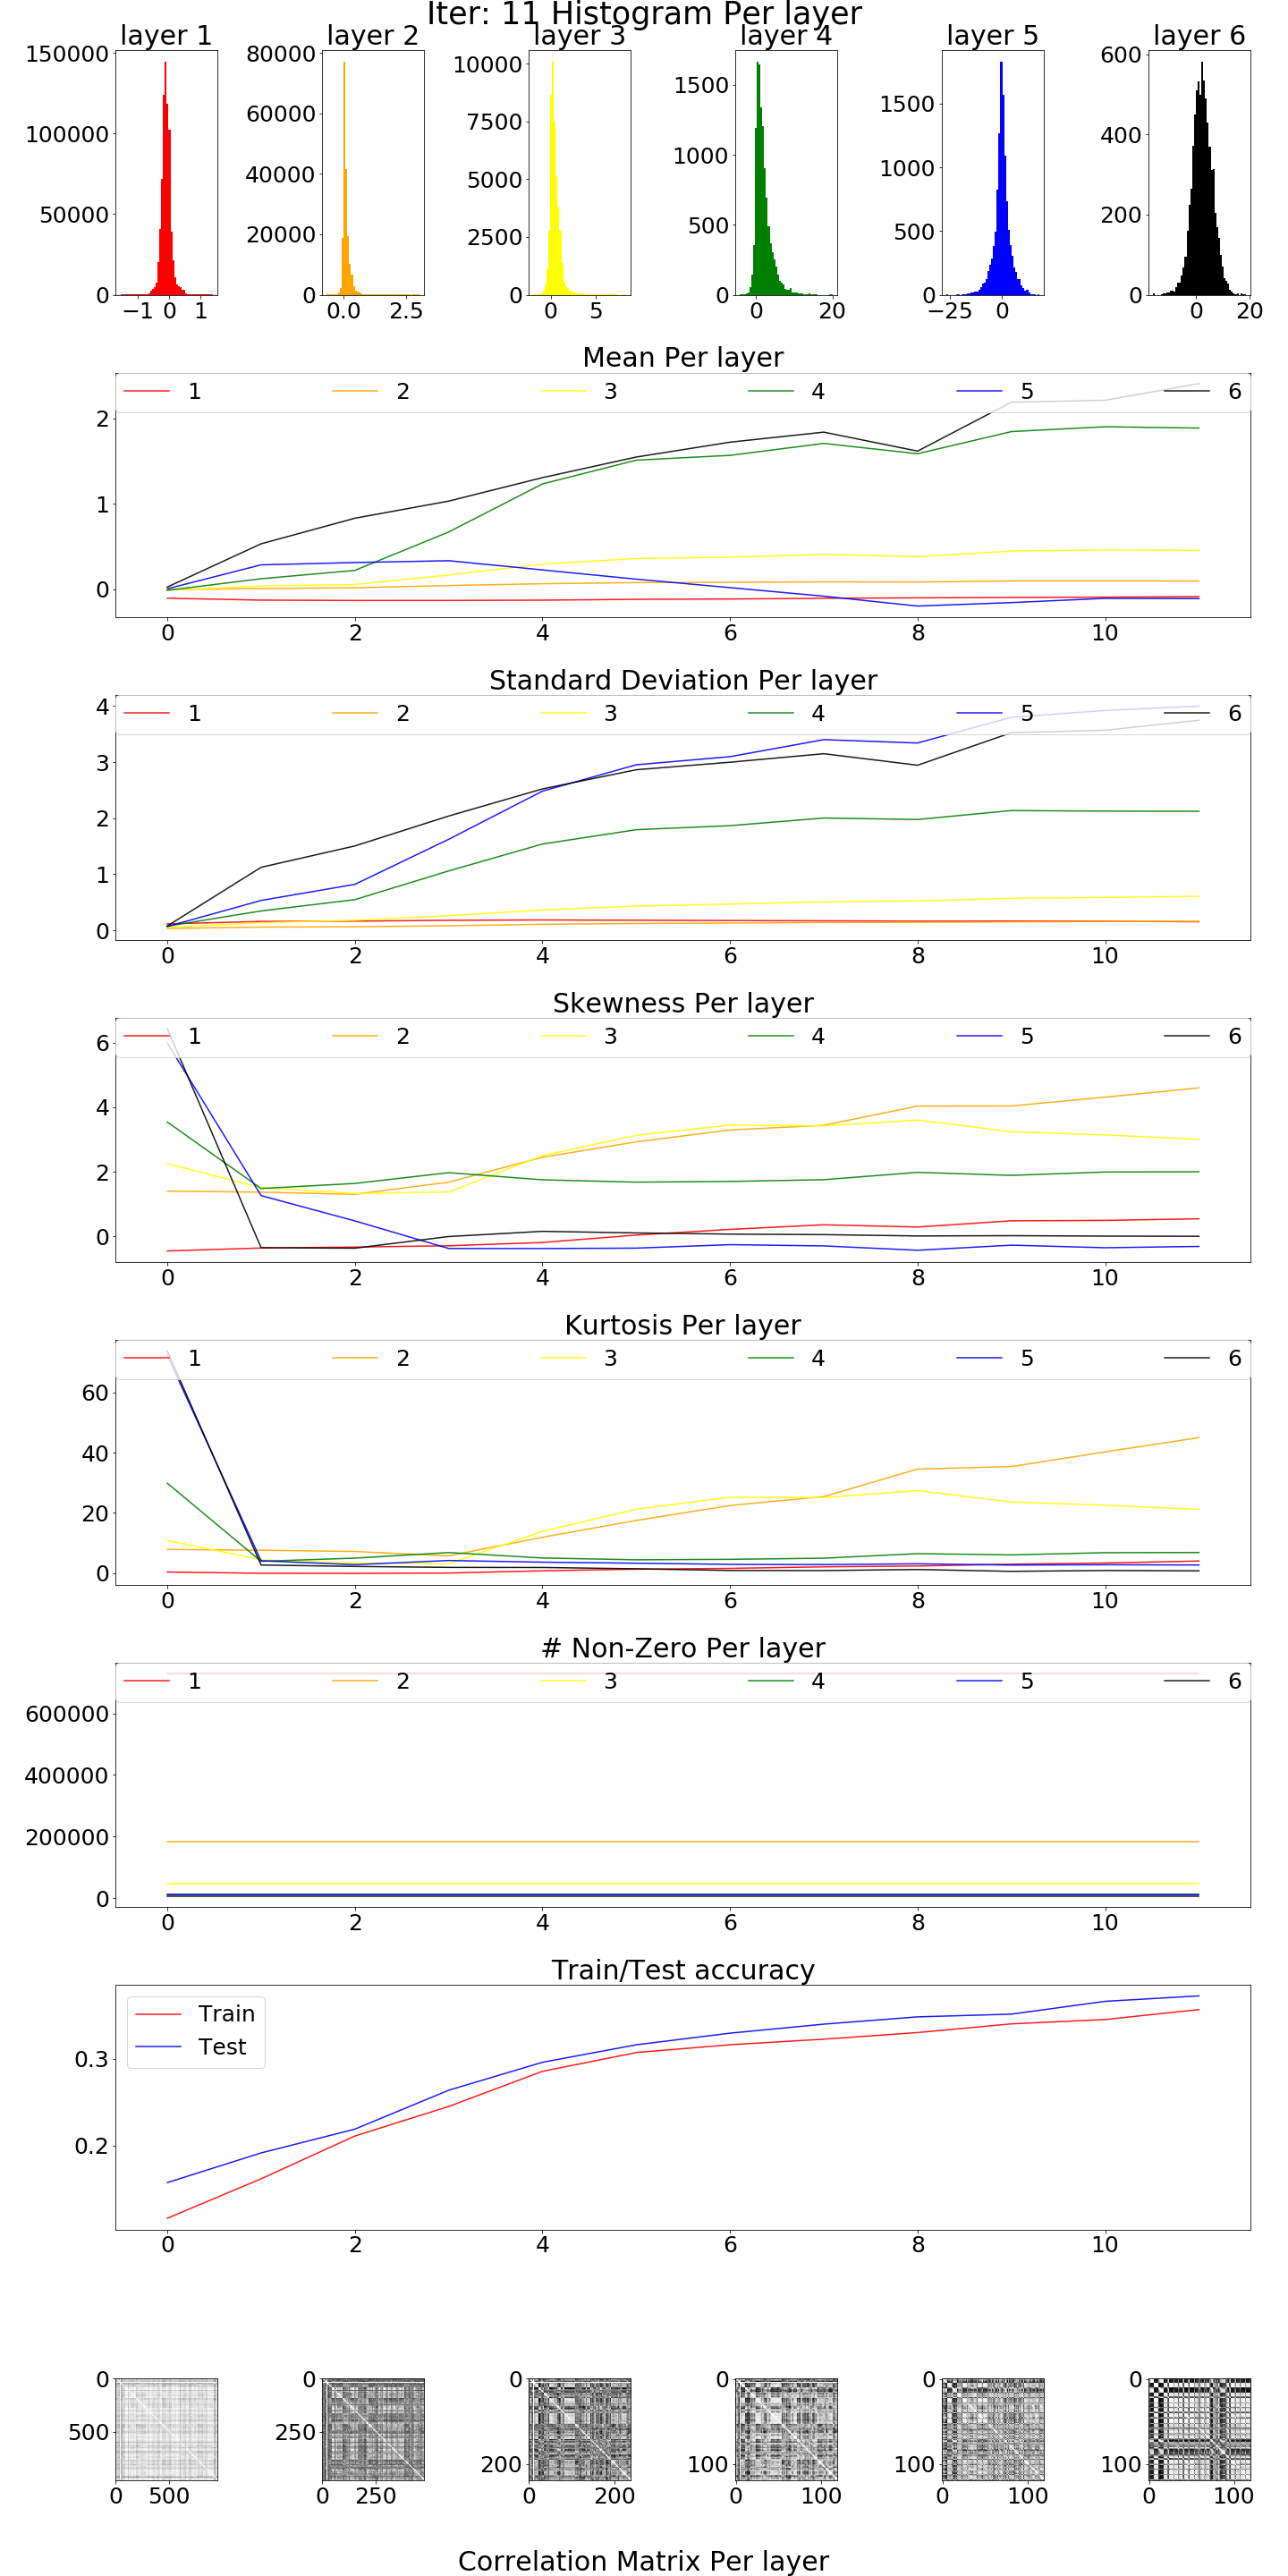 Iter: 11 Histogram Per layer
layer 1 layer 2 layer 3 layer 4 layer 5 layer 6
150000 100000 50000 0
−1 0 1
80000 60000 40000 20000 0
0.0 2.5
10000 7500 5000 2500 0
0 5
1500 1000 500 0
0 20
1500 1000 500 0
−25 0
600 400 200 0
0 20
Mean Per layer
1 2 3 4 5 6
2
1
0
0 2 4 6 8 10
Standard Deviation Per layer
1 2 3 4 5 6
4
3
2
1
0
0 2 4 6 8 10
Skewness Per layer
1 2 3 4 5 6
6
4
2
0
0 2 4 6 8 10
Kurtosis Per layer
1 2 3 4 5 6
60
40
20
0
0 2 4 6 8 10
# Non-Zero Per layer
1 2 3 4 5 6
600000
400000
200000
0
0 2 4 6 8 10
Train/Test accuracy
Train
Test
0.3
0.2
0 2 4 6 8 10
0 500
0 500
0 250
0 250
0 200
0 200
0 100
0 100
0 100
0 100
0 100
0 100
Correlation Matrix Per layer